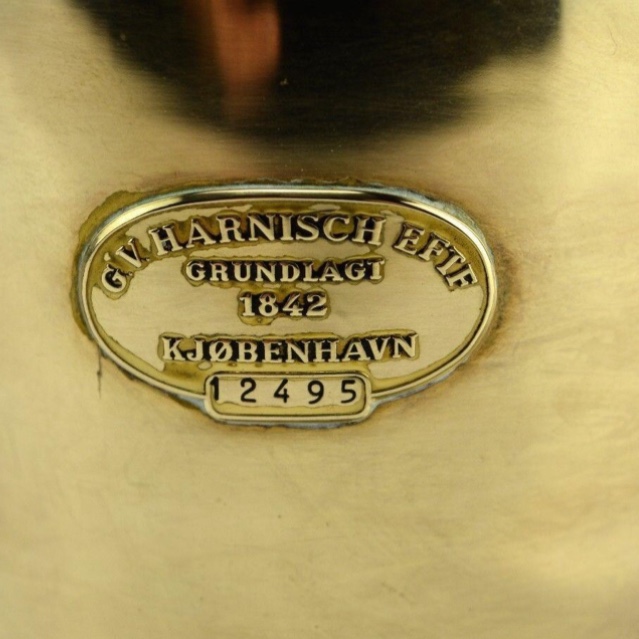 G.V. HARNISCH EFTF
GRUNDLAGT
1842
KJØBENHAVN
12495